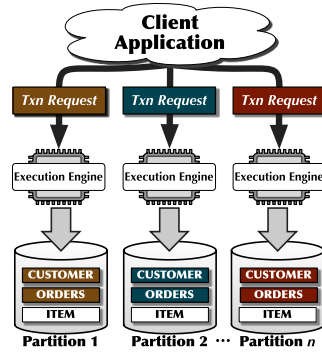 Client
Application
Txn Request
Txn Request
Txn Request
Execution Engine
Execution Engine
Execution Engine
CUSTOMER
ORDERS
ITEM
CUSTOMER
ORDERS
ITEM
CUSTOMER
ORDERS
ITEM
Partition 1
Partition 2
···
Partition n